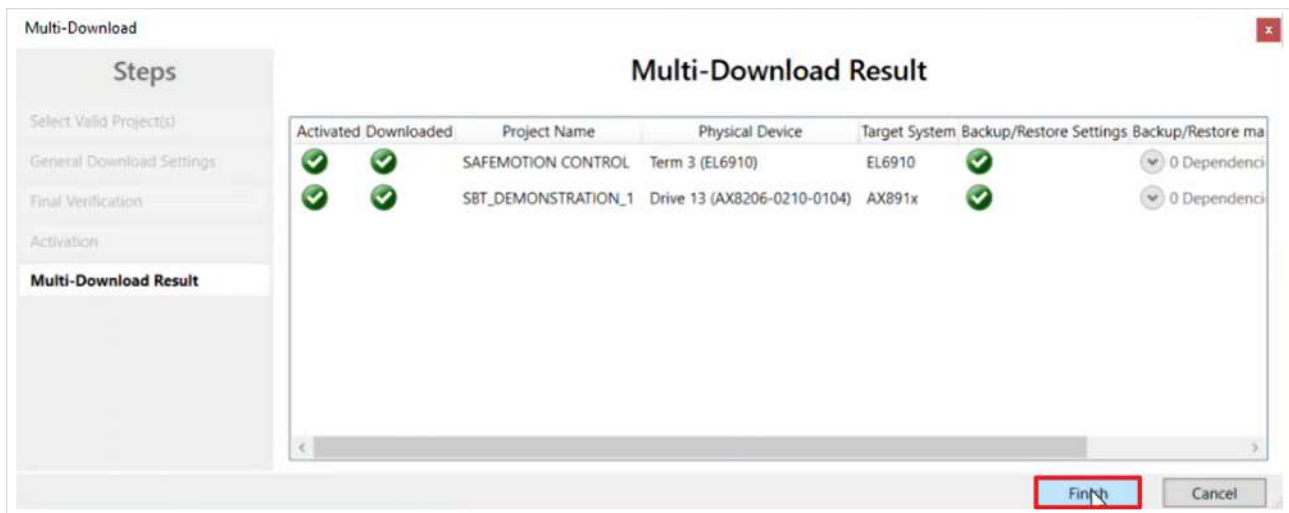 Multi-Download
x
Steps
Select Valid Project(s)
General Download Settings
Final Verification
Activation
Multi-Download Result
Multi-Download Result
Activated Downloaded Project Name Physical Device Target System Backup/Restore Settings Backup/Restore ma
SAFEMOTION CONTROL Term 3 (EL6910) EL6910 0 Dependenci
SBT_DEMONSTRATION_1 Drive 13 (AX8206-0210-0104) AX891x 0 Dependenci
Finish Cancel